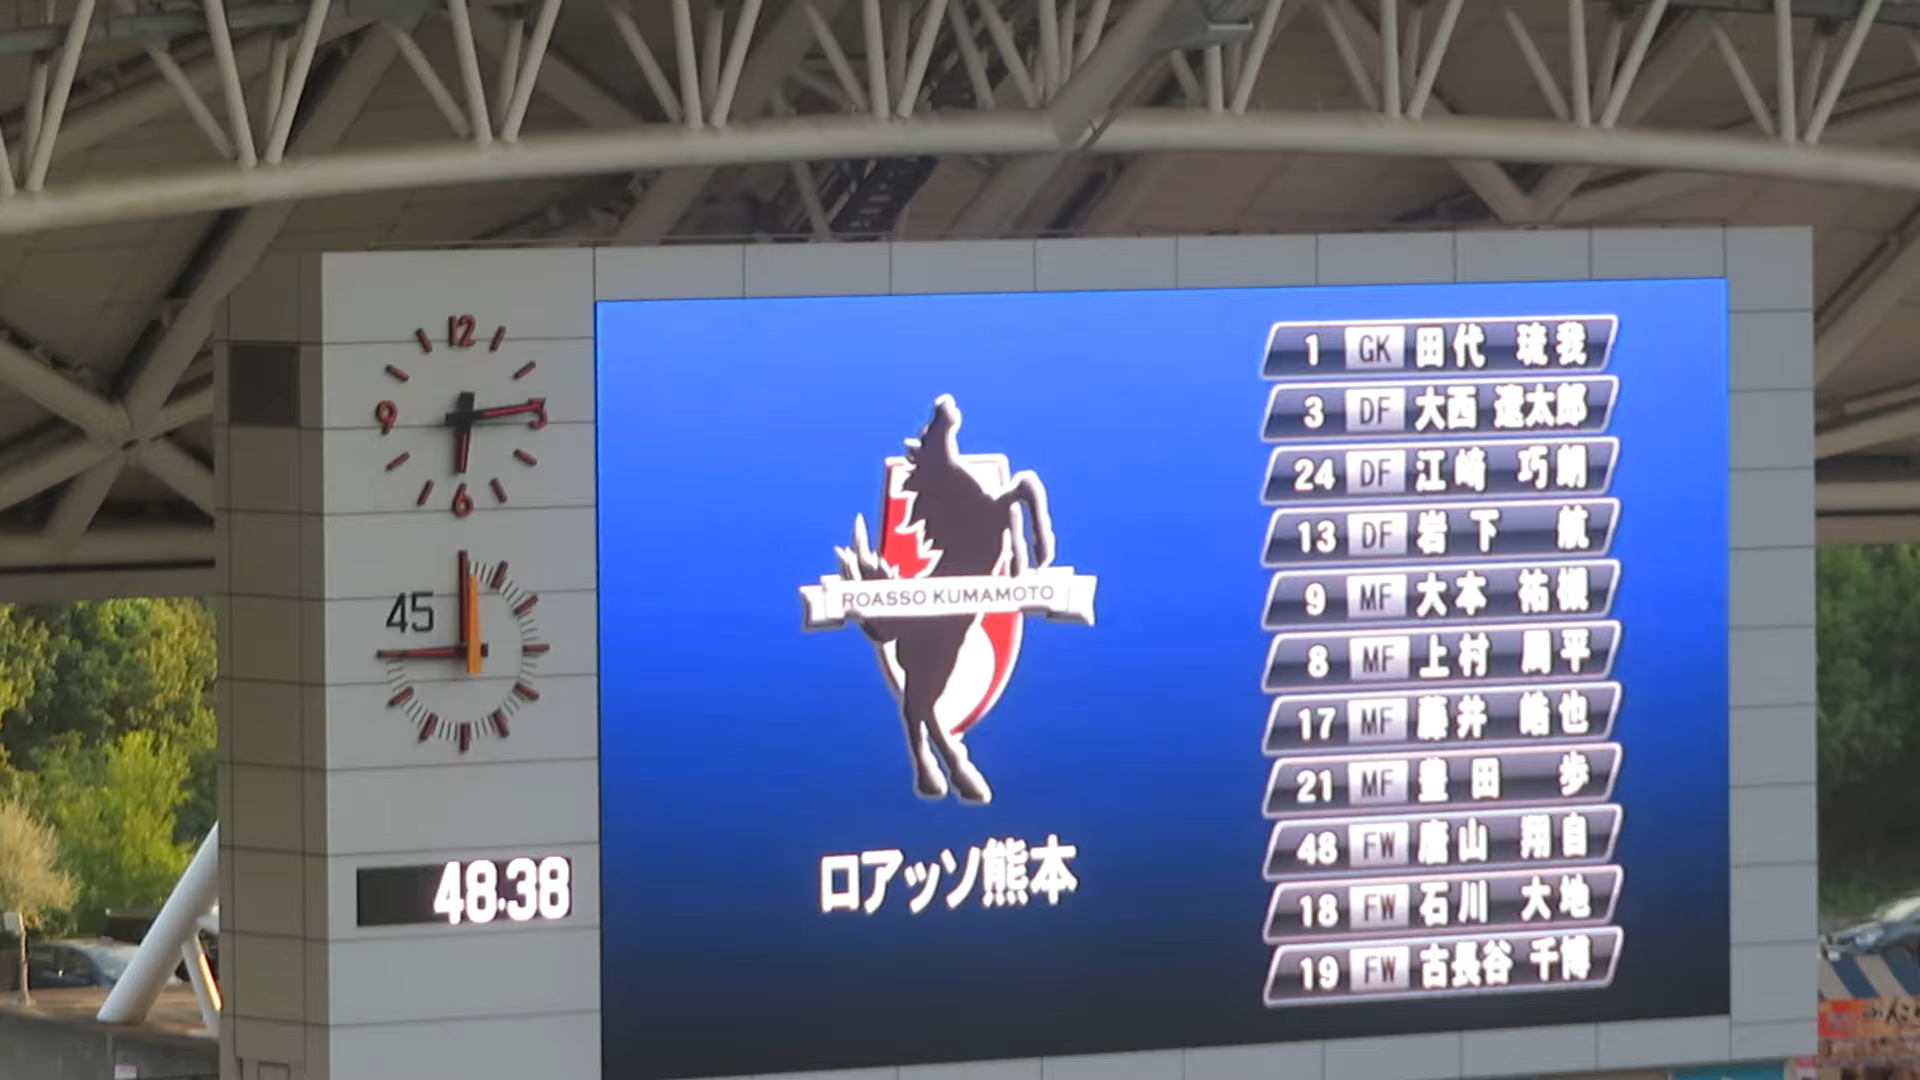 12
9
3
6
45
48:38
ROASSO KUMAMOTO
ロアッソ熊本
1 GK 田代 琉我
3 DF 大西 遼太郎
24 DF 江﨑 巧朗
13 DF 岩下 航
9 MF 大本 祐槻
8 MF 上村 周平
17 MF 藤井 皓也
21 MF 豊田 歩
48 FW 唐山 翔自
18 FW 石川 大地
19 FW 古長谷 千博